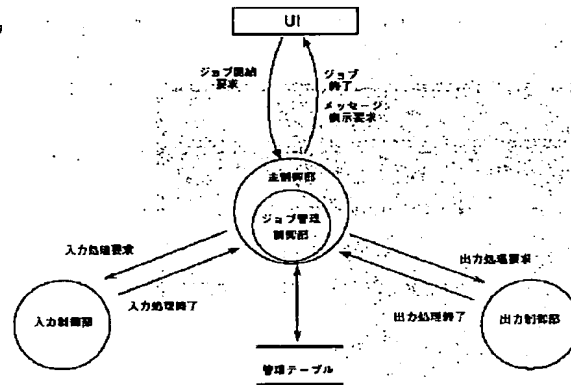 UI
ジョブ開始
要求
ジョブ
終了
メッセージ
表示要求
主制御部
ジョブ管理
制御部
入力処理要求
出力処理要求
入力制御部
入力処理終了
出力処理終了
出力制御部
管理テーブル